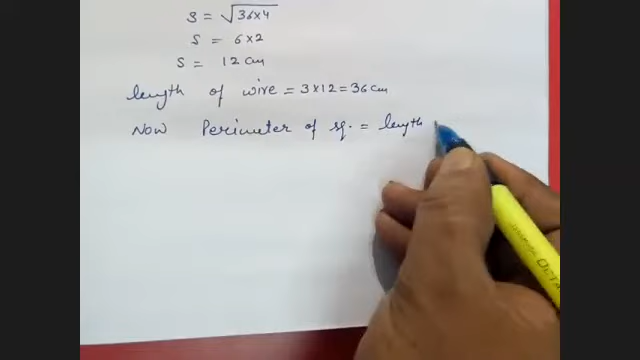 S = √36×4
S = 6×2
S = 12 cm
length of wire = 3×12 = 36 cm
Now Perimeter of sq. = length